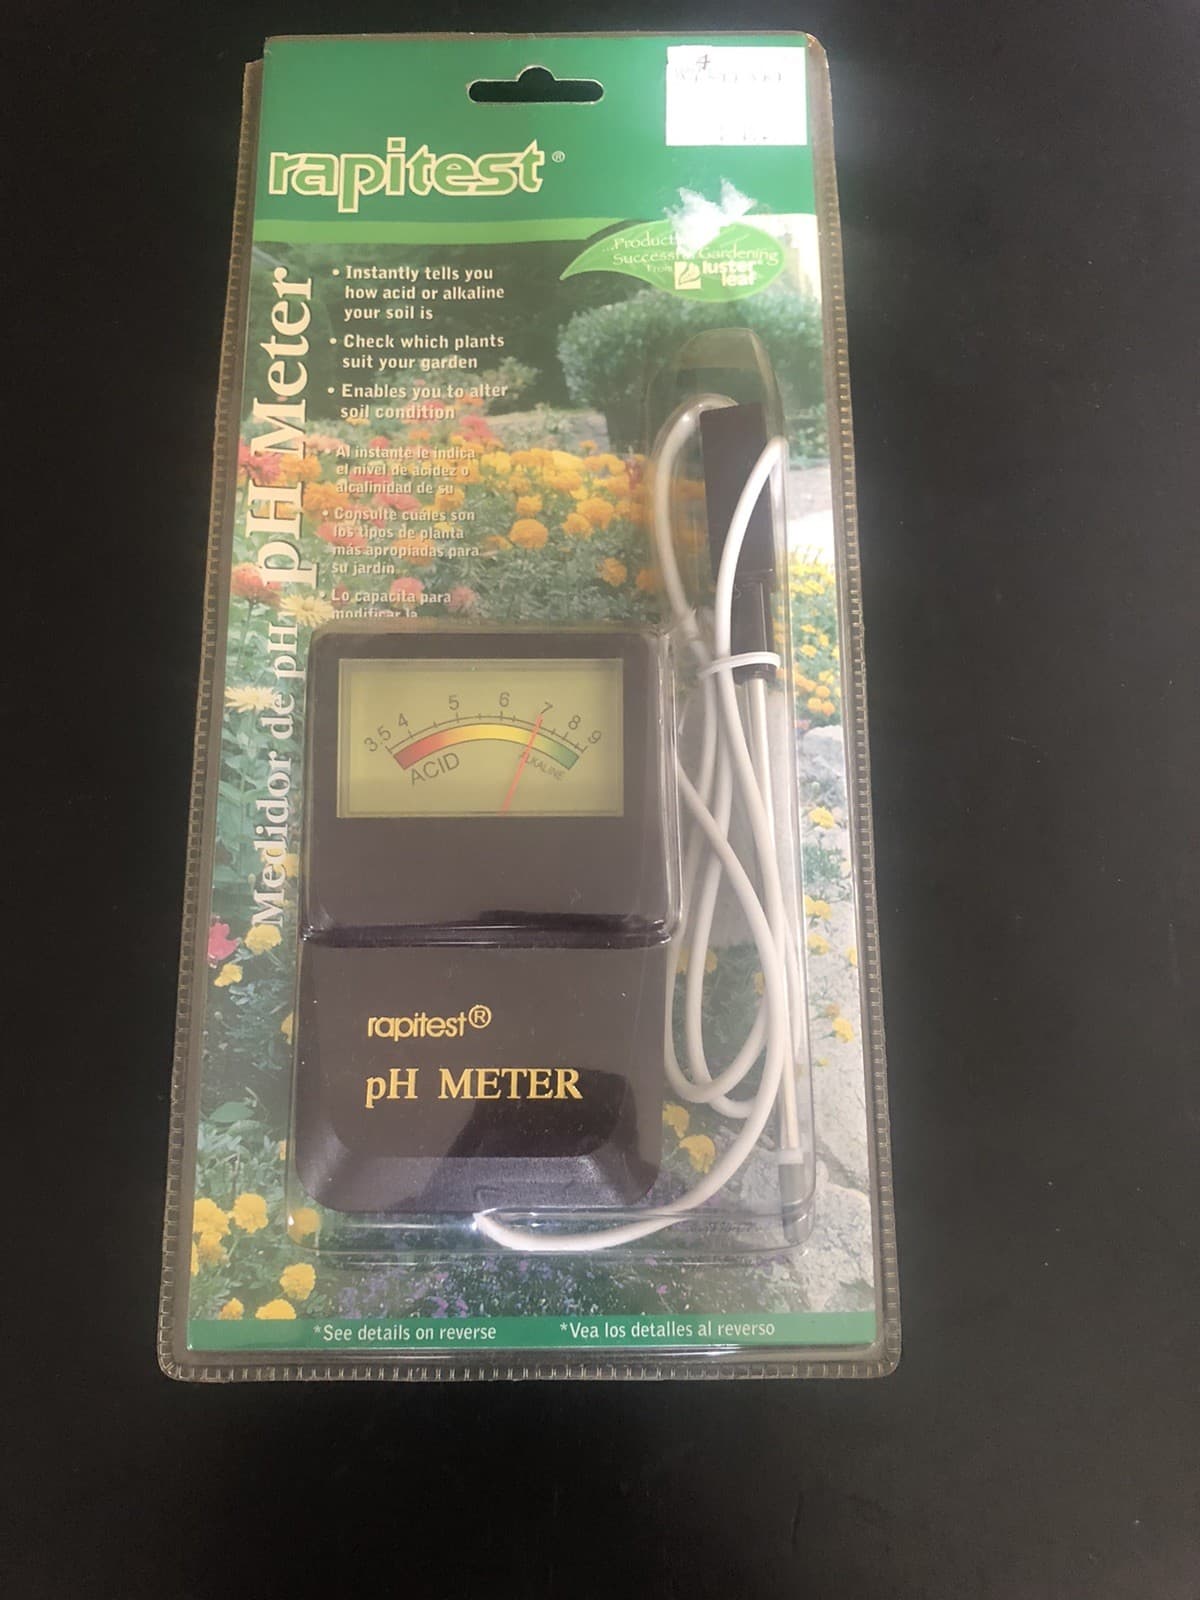 rapitest®
...Product
Successf Gardening
From luster®
leaf
pH Meter
Medidor de pH
• Instantly tells you
how acid or alkaline
your soil is
• Check which plants
suit your garden
• Enables you to alter
soil condition
• Al instante le indica
el nivel de acidez o
alcalinidad de su
• Consulte cuáles son
los tipos de planta
más apropiadas para
su jardín
• Lo capacita para
modificar la
3.5 4 5 6 7 8 9
ACID ALKALINE
rapitest®
pH METER
*See details on reverse
*Vea los detalles al reverso